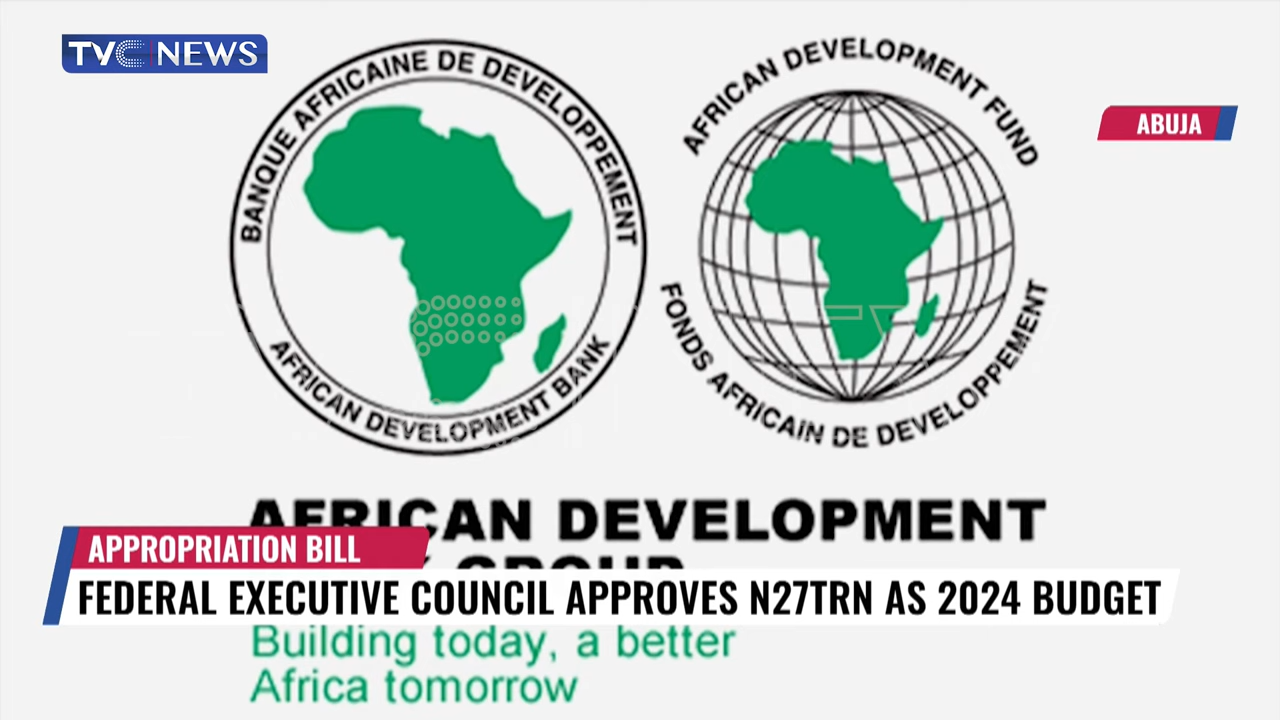 TVC NEWS
ABUJA
BANQUE AFRICAINE DE DEVELOPPEMENT
AFRICAN DEVELOPMENT BANK
AFRICAN DEVELOPMENT FUND
FONDS AFRICAIN DE DEVELOPPEMENT
AFRICAN DEVELOPMENT
GROUP
APPROPRIATION BILL
FEDERAL EXECUTIVE COUNCIL APPROVES N27TRN AS 2024 BUDGET
Building today, a better
Africa tomorrow